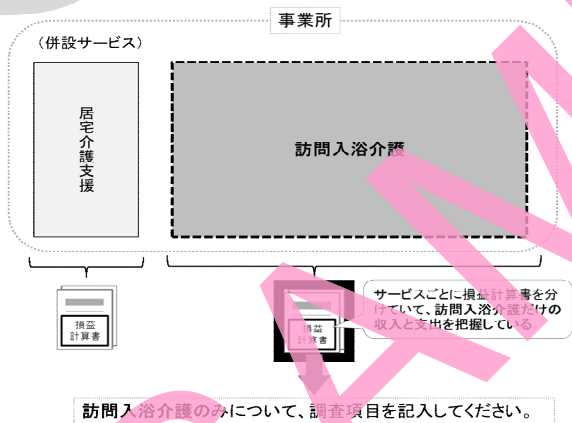 事業所
（併設サービス）
居宅介護支援
訪問入浴介護
損益
計算書
損益
計算書
サービスごとに損益計算書を分
けていて、訪問入浴介護だけの
収入と支出を把握している
訪問入浴介護のみについて、調査項目を記入してください。